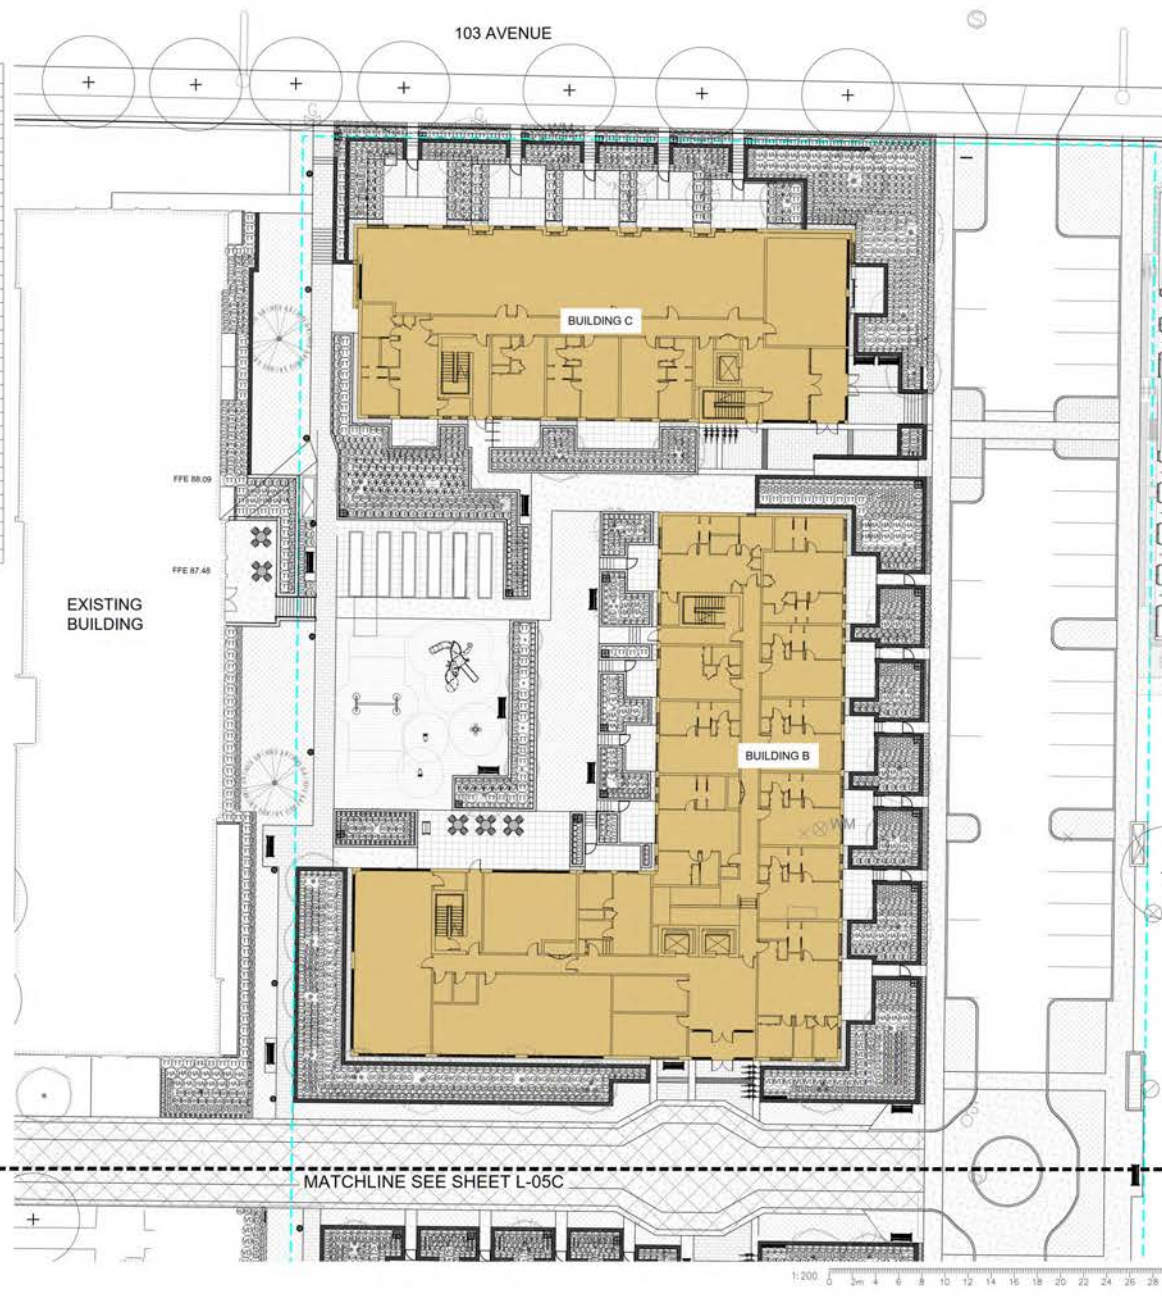 103 AVENUE
BUILDING C
FFE 88.09
FFE 87.48
EXISTING
BUILDING
BUILDING B
WM
MATCHLINE SEE SHEET L-05C
1:200 0 2m 4 6 8 10 12 14 16 18 20 22 24 26 28